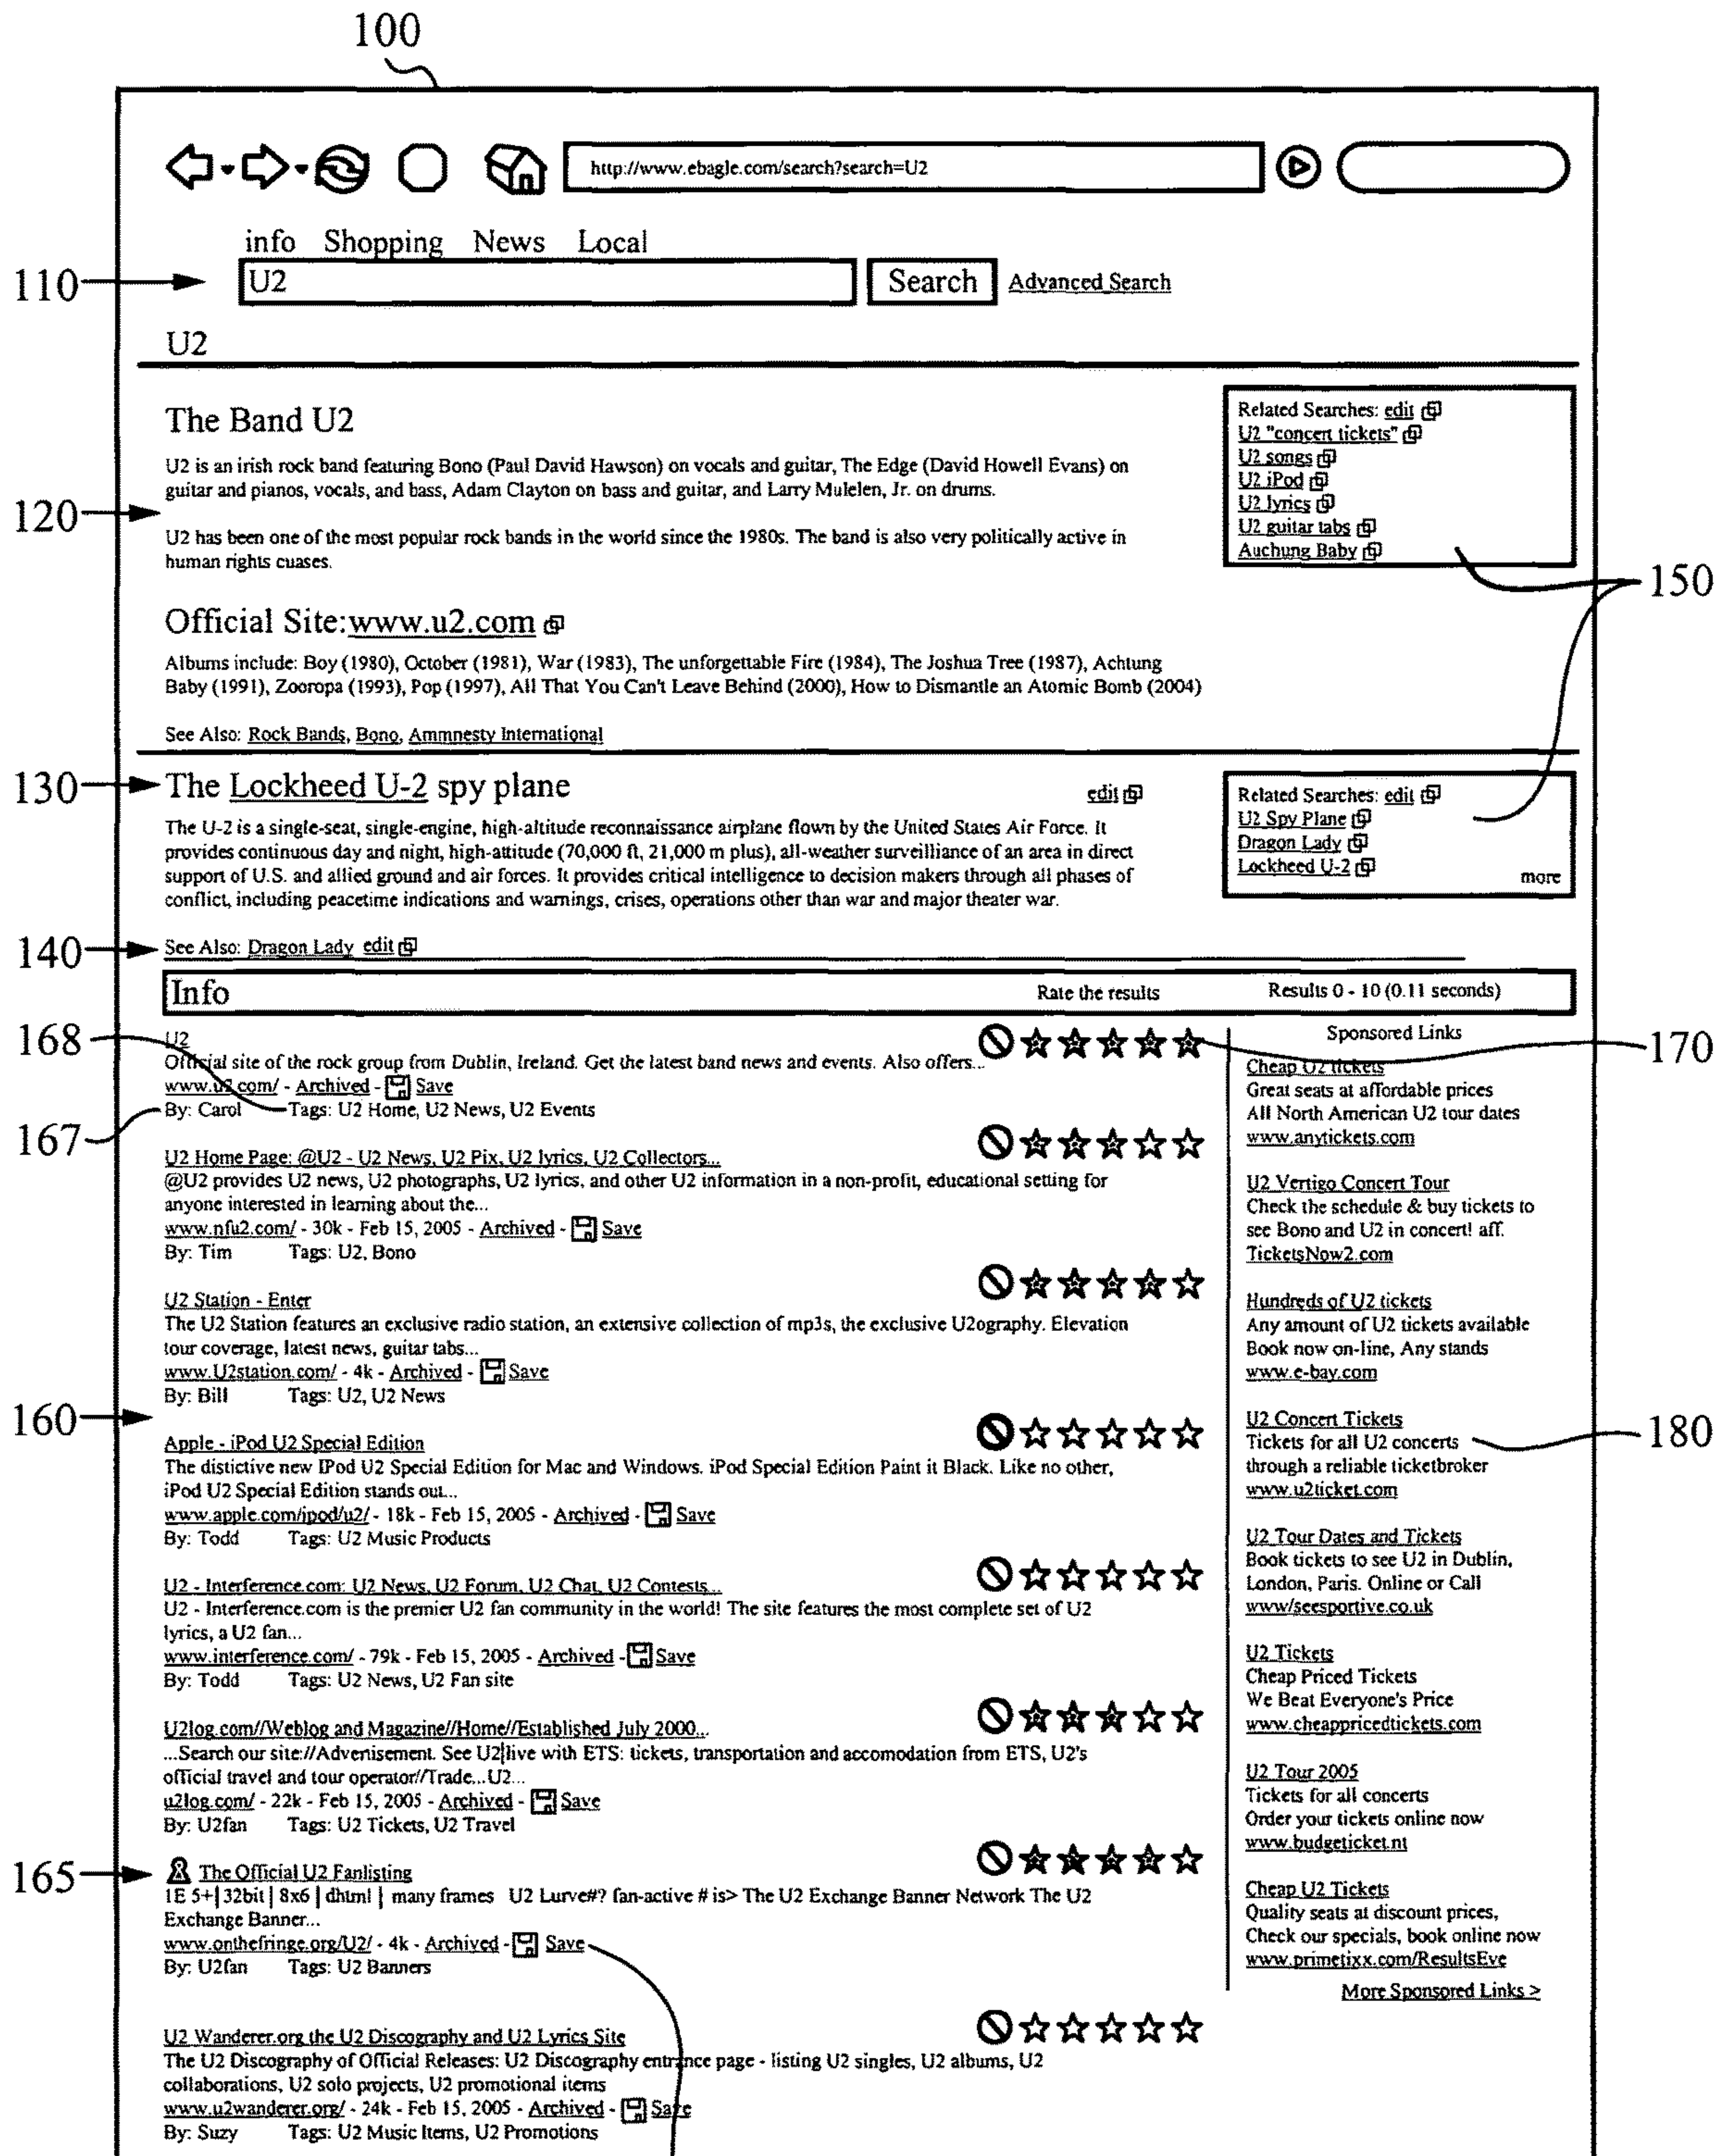 100
http://www.ebagle.com/search?search=U2
info Shopping News Local
110
U2 Search Advanced Search
U2
The Band U2
U2 is an irish rock band featuring Bono (Paul David Hawson) on vocals and guitar, The Edge (David Howell Evans) on
guitar and pianos, vocals, and bass, Adam Clayton on bass and guitar, and Larry Mulelen, Jr. on drums.
120
U2 has been one of the most popular rock bands in the world since the 1980s. The band is also very politically active in
human rights cuases.
Official Site:www.u2.com
Albums include: Boy (1980), October (1981), War (1983), The unforgettable Fire (1984), The Joshua Tree (1987), Achtung
Baby (1991), Zooropa (1993), Pop (1997), All That You Can't Leave Behind (2000), How to Dismantle an Atomic Bomb (2004)
See Also: Rock Bands, Bono, Ammnesty International
Related Searches: edit
U2 "concert tickets"
U2 songs
U2 iPod
U2 lyrics
U2 guitar tabs
Auchung Baby
150
130
The Lockheed U-2 spy plane edit
The U-2 is a single-seat, single-engine, high-altitude reconnaissance airplane flown by the United States Air Force. It
provides continuous day and night, high-attitude (70,000 ft, 21,000 m plus), all-weather surveilliance of an area in direct
support of U.S. and allied ground and air forces. It provides critical intelligence to decision makers through all phases of
conflict, including peacetime indications and warnings, crises, operations other than war and major theater war.
140
See Also: Dragon Lady edit
Related Searches: edit
U2 Spy Plane
Dragon Lady
Lockheed U-2
more
Info Rate the results Results 0 - 10 (0.11 seconds)
168
U2
Official site of the rock group from Dublin, Ireland. Get the latest band news and events. Also offers...
www.u2.com/ - Archived - Save
By: Carol Tags: U2 Home, U2 News, U2 Events
167
U2 Home Page: @U2 - U2 News, U2 Pix, U2 lyrics, U2 Collectors...
@U2 provides U2 news, U2 photographs, U2 lyrics, and other U2 information in a non-profit, educational setting for
anyone interested in learning about the...
www.nfu2.com/ - 30k - Feb 15, 2005 - Archived - Save
By: Tim Tags: U2, Bono
U2 Station - Enter
The U2 Station features an exclusive radio station, an extensive collection of mp3s, the exclusive U2ography. Elevation
tour coverage, latest news, guitar tabs...
www.U2station.com/ - 4k - Archived - Save
By: Bill Tags: U2, U2 News
160
Apple - iPod U2 Special Edition
The distictive new IPod U2 Special Edition for Mac and Windows. iPod Special Edition Paint it Black. Like no other,
iPod U2 Special Edition stands out...
www.apple.com/ipod/u2/ - 18k - Feb 15, 2005 - Archived - Save
By: Todd Tags: U2 Music Products
U2 - Interference.com: U2 News, U2 Forum, U2 Chat, U2 Contests...
U2 - Interference.com is the premier U2 fan community in the world! The site features the most complete set of U2
lyrics, a U2 fan...
www.interference.com/ - 79k - Feb 15, 2005 - Archived - Save
By: Todd Tags: U2 News, U2 Fan site
U2log.com//Weblog and Magazine//Home//Established July 2000...
...Search our site://Advertisement. See U2|live with ETS: tickets, transportation and accomodation from ETS, U2's
official travel and tour operator//Trade...U2...
u2log.com/ - 22k - Feb 15, 2005 - Archived - Save
By: U2fan Tags: U2 Tickets, U2 Travel
165
The Official U2 Fanlisting
1E 5+| 32bit | 8x6 | dhtml | many frames U2 Lurve#? fan-active # is> The U2 Exchange Banner Network The U2
Exchange Banner...
www.onthefringe.org/U2/ - 4k - Archived - Save
By: U2fan Tags: U2 Banners
U2 Wanderer.org the U2 Discography and U2 Lyrics Site
The U2 Discography of Official Releases: U2 Discography entrance page - listing U2 singles, U2 albums, U2
collaborations, U2 solo projects, U2 promotional items
www.u2wanderer.org/ - 24k - Feb 15, 2005 - Archived - Save
By: Suzy Tags: U2 Music Items, U2 Promotions
Sponsored Links
170
Cheap U2 tickets
Great seats at affordable prices
All North American U2 tour dates
www.anytickets.com
U2 Vertigo Concert Tour
Check the schedule & buy tickets to
see Bono and U2 in concert! aff.
TicketsNow2.com
Hundreds of U2 tickets
Any amount of U2 tickets available
Book now on-line, Any stands
www.e-bay.com
U2 Concert Tickets
Tickets for all U2 concerts
180
through a reliable ticketbroker
www.u2ticket.com
U2 Tour Dates and Tickets
Book tickets to see U2 in Dublin,
London, Paris. Online or Call
www/seesportive.co.uk
U2 Tickets
Cheap Priced Tickets
We Beat Everyone's Price
www.cheappricedtickets.com
U2 Tour 2005
Tickets for all concerts
Order your tickets online now
www.budgeticket.nt
Cheap U2 Tickets
Quality seats at discount prices,
Check our specials, book online now
www.primetixx.com/ResultsEve
More Sponsored Links >